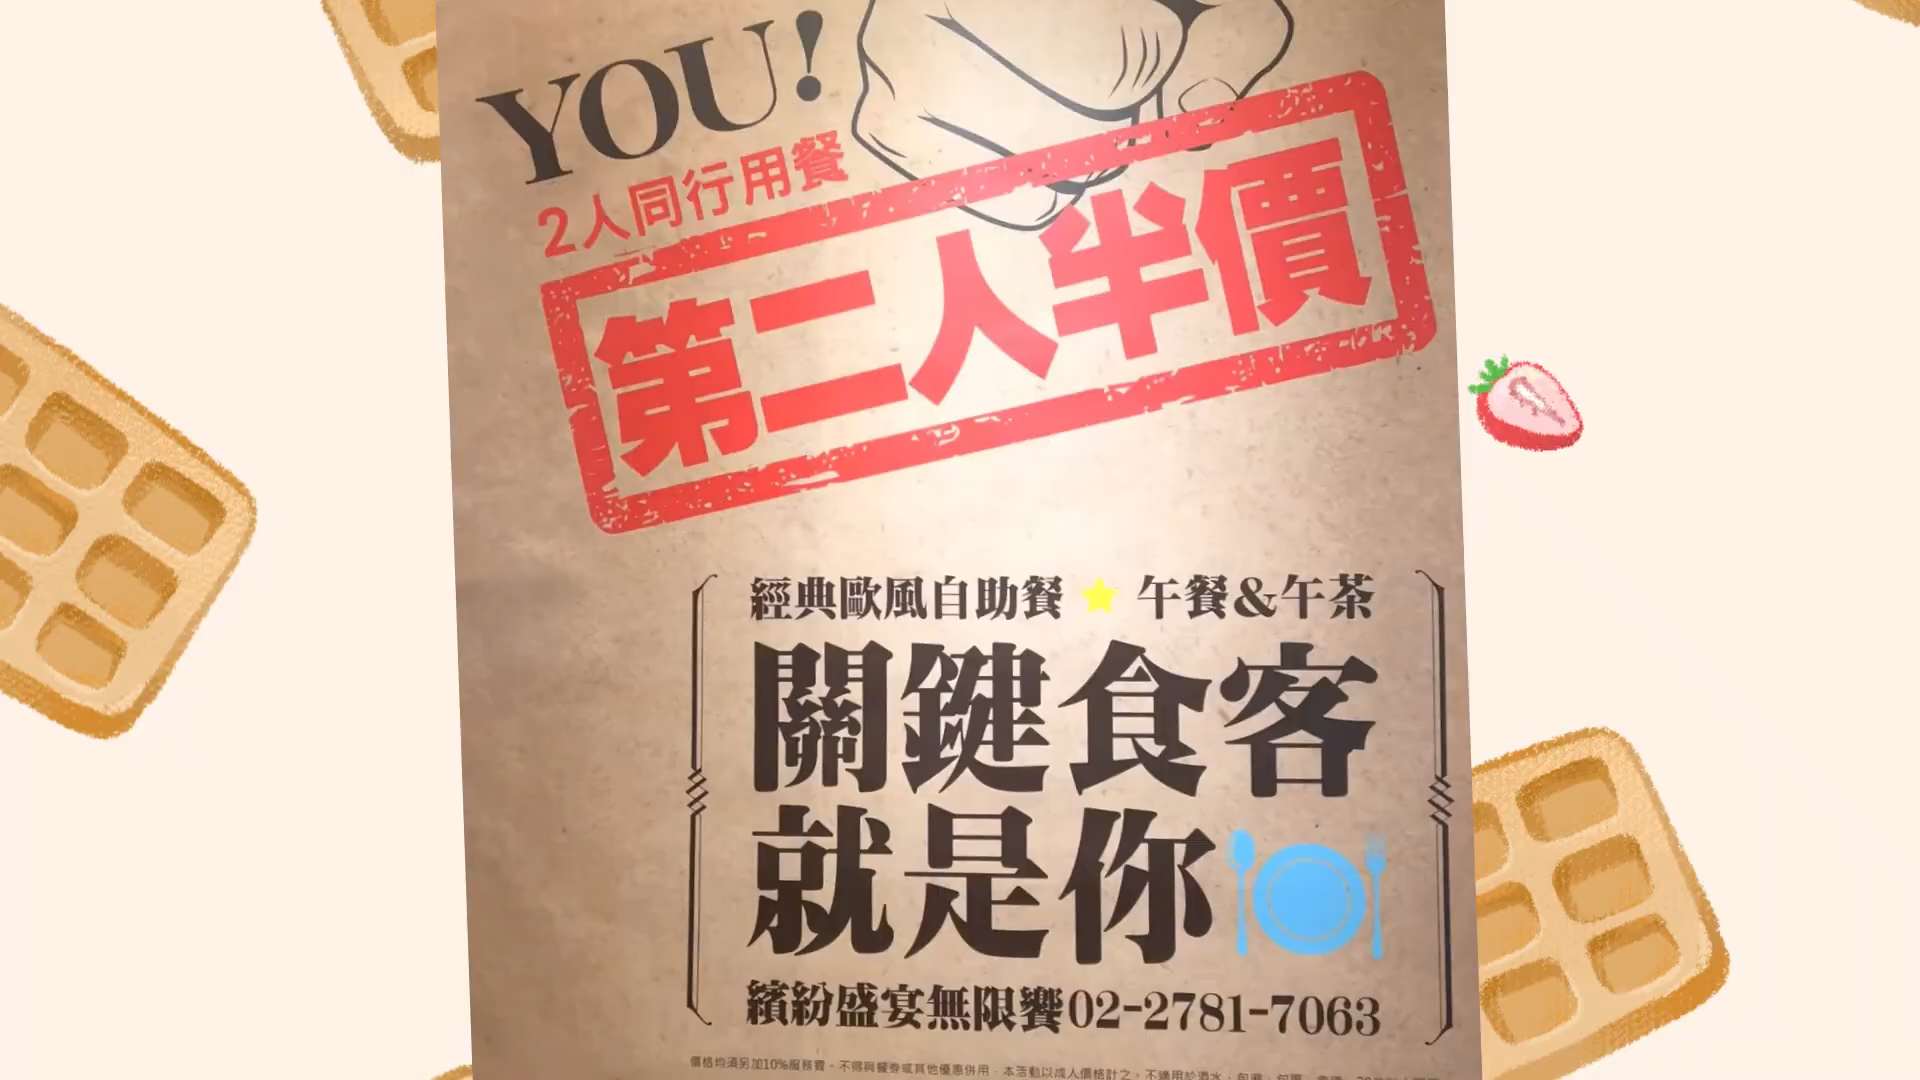 YOU!
2人同行用餐
第二人半價
經典歐風自助餐 ★ 午餐&午茶
關鍵食客
就是你
繽紛盛宴無限饗02-2781-7063
價格均須另加10%服務費。不得與餐券或其他優惠併用。本活動以成人價格計之。不適用於酒水、包廂、包場